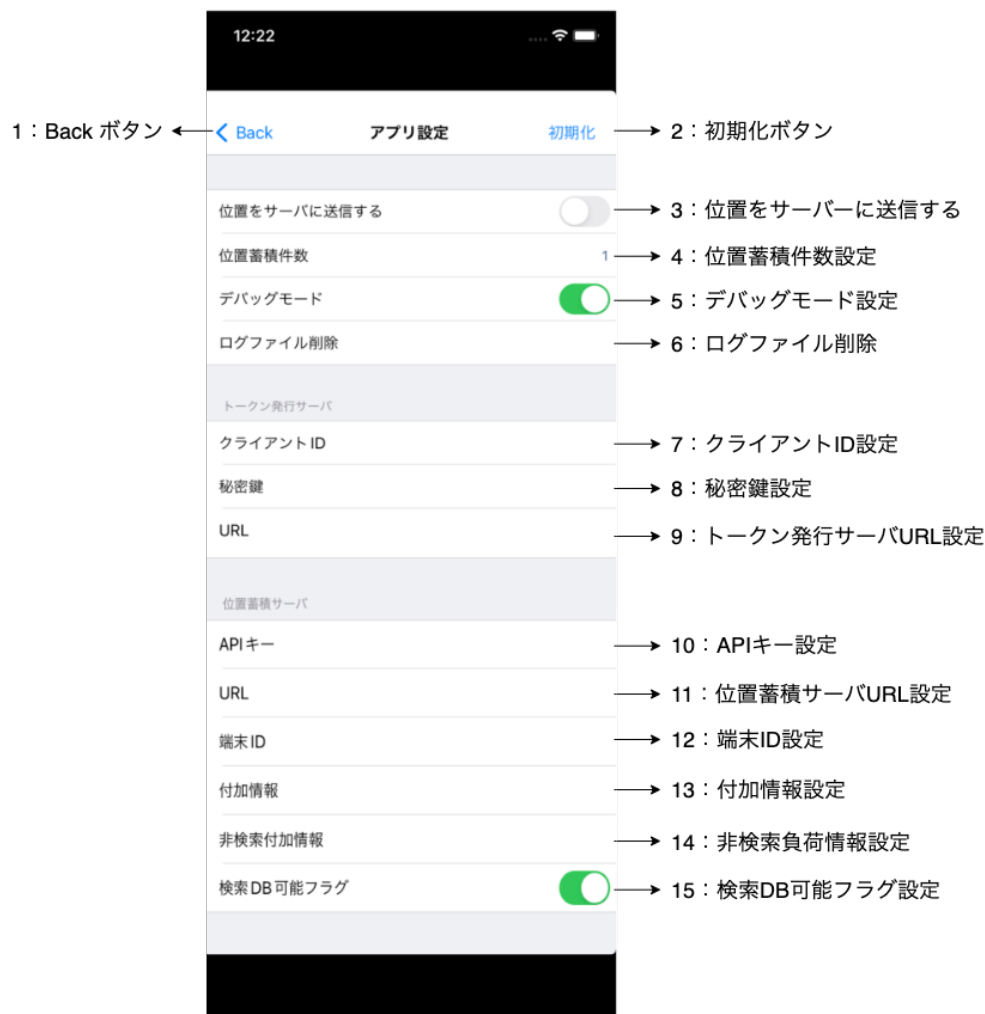 12:22
1：Back ボタン
Back
アプリ設定
初期化
2：初期化ボタン
位置をサーバに送信する
3：位置をサーバーに送信する
位置蓄積件数
1
4：位置蓄積件数設定
デバッグモード
5：デバッグモード設定
ログファイル削除
6：ログファイル削除
トークン発行サーバ
クライアントID
7：クライアントID設定
秘密鍵
8：秘密鍵設定
URL
9：トークン発行サーバURL設定
位置蓄積サーバ
APIキー
10：APIキー設定
URL
11：位置蓄積サーバURL設定
端末ID
12：端末ID設定
付加情報
13：付加情報設定
非検索付加情報
14：非検索負荷情報設定
検索DB可能フラグ
15：検索DB可能フラグ設定